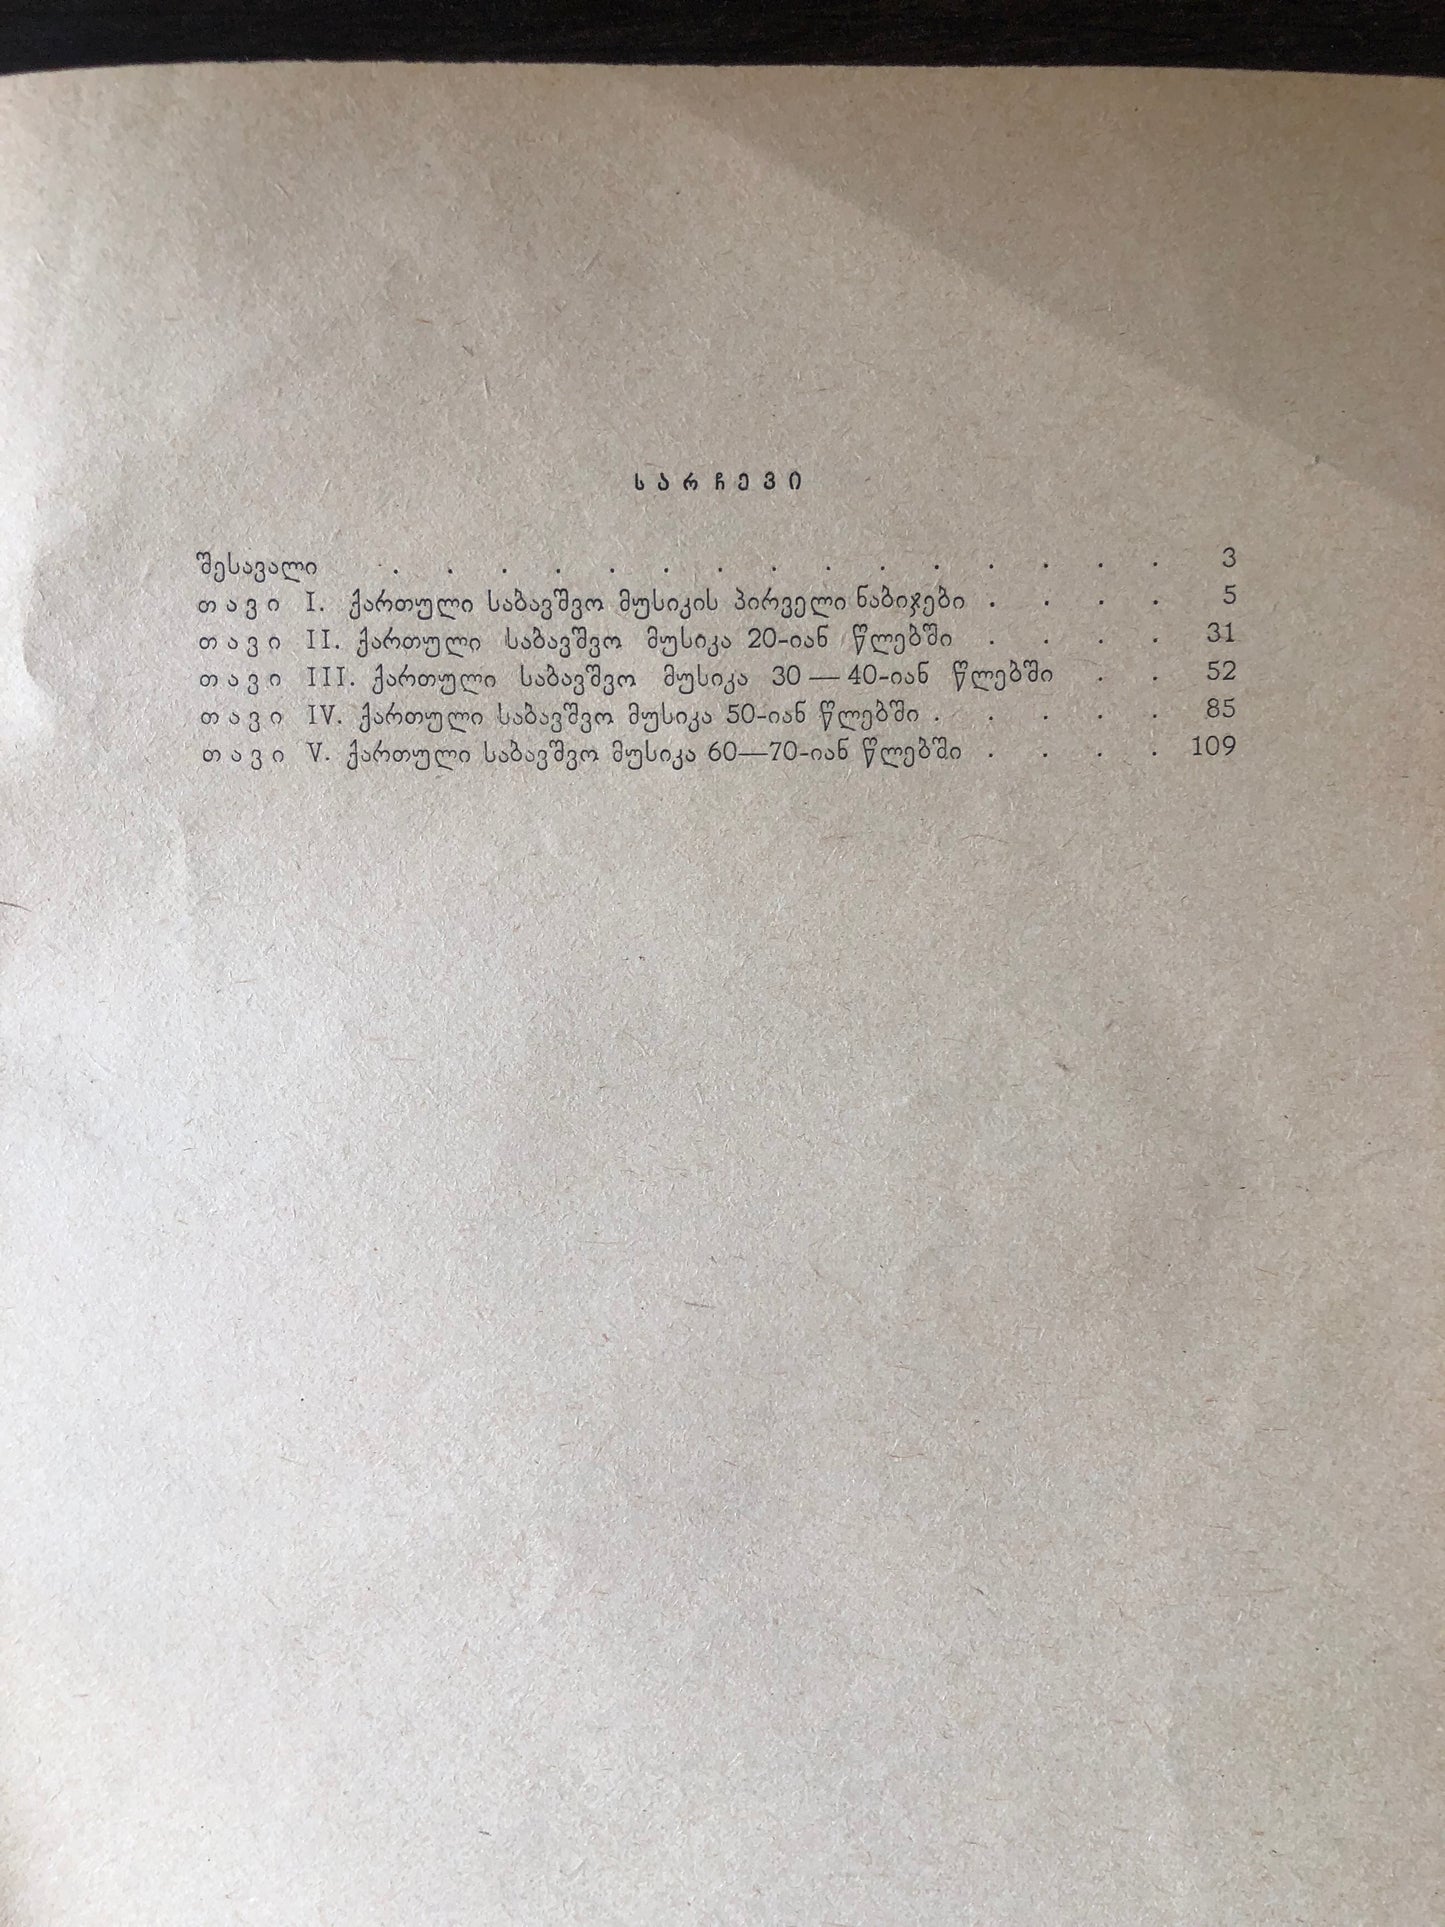 სარჩევი
შესავალი . . . . . . . . . . . . . . . 3
თავი I. ქართული საბავშვო მუსიკის პირველი ნაბიჯები . . . . 5
თავი II. ქართული საბავშვო მუსიკა 20-იან წლებში . . . . 31
თავი III. ქართული საბავშვო მუსიკა 30 — 40-იან წლებში . . 52
თავი IV. ქართული საბავშვო მუსიკა 50-იან წლებში . . . . . 85
თავი V. ქართული საბავშვო მუსიკა 60—70-იან წლებში . . . . 109